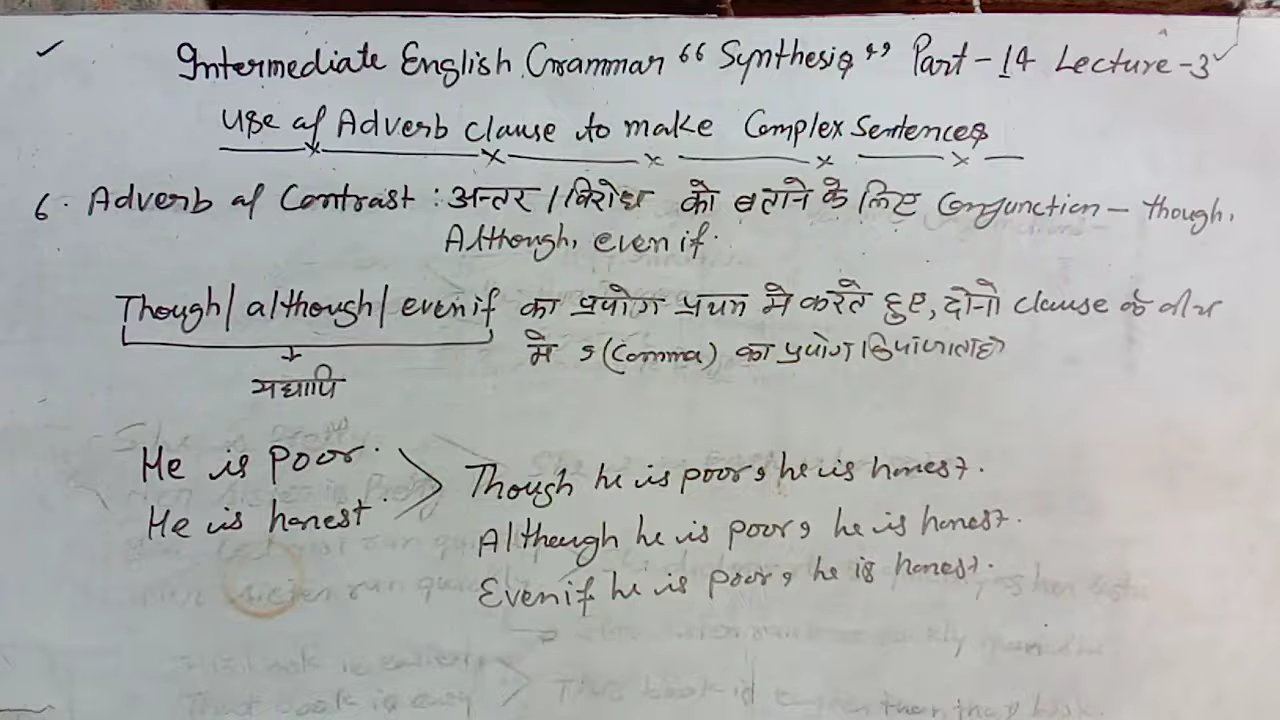 Intermediate English Grammar “Synthesis” Part-14 Lecture-3
Use of Adverb clause to make Complex Sentences
6. Adverb of Contrast : अन्तर / विरोध को बताने के लिए Conjunction - though,
Although, even if.
Though/ although/ even if का प्रयोग प्रथम मे करते हुए, दोनो clause के बीच
मे , (Comma) का प्रयोग किया जाता है
यद्यापि
He is poor.
He is honest.
Though he is poor, he is honest.
Although he is poor, he is honest.
Even if he is poor, he is honest.